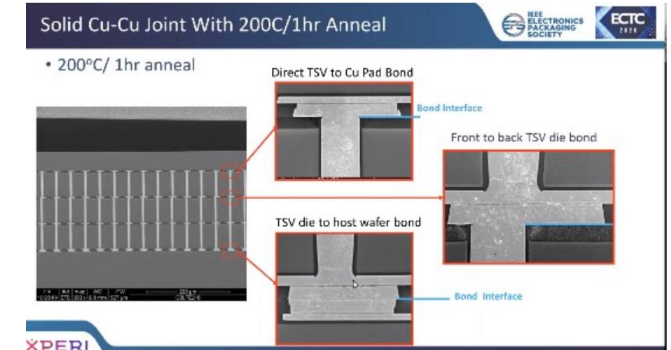 Solid Cu-Cu Joint With 200C/1hr Anneal
IEEE
ELECTRONICS
PACKAGING
SOCIETY
ECTC
2020
• 200°C/ 1hr anneal
Direct TSV to Cu Pad Bond
Bond Interface
Front to back TSV die bond
TSV die to host wafer bond
Bond Interface
XPERI